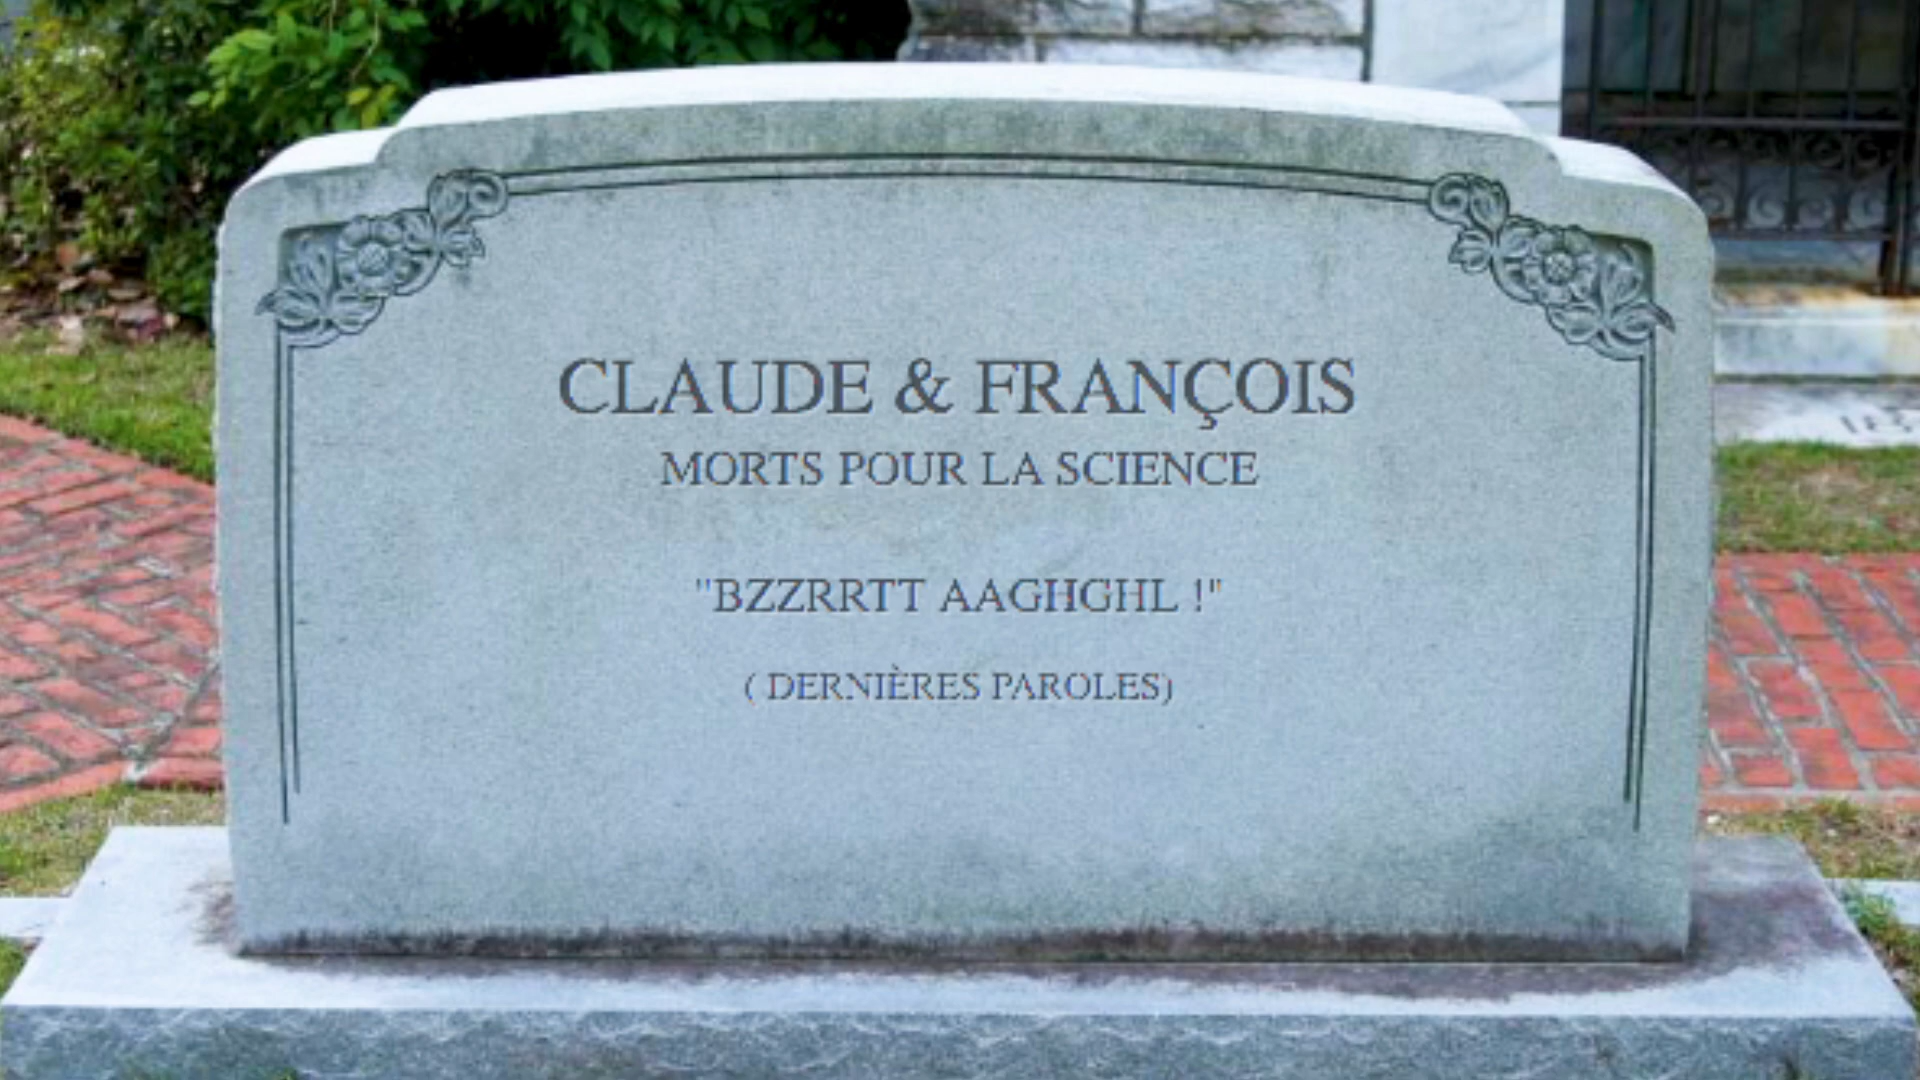 CLAUDE & FRANÇOIS
MORTS POUR LA SCIENCE
"BZZRRTT AAGHGHL !"
( DERNIÈRES PAROLES)